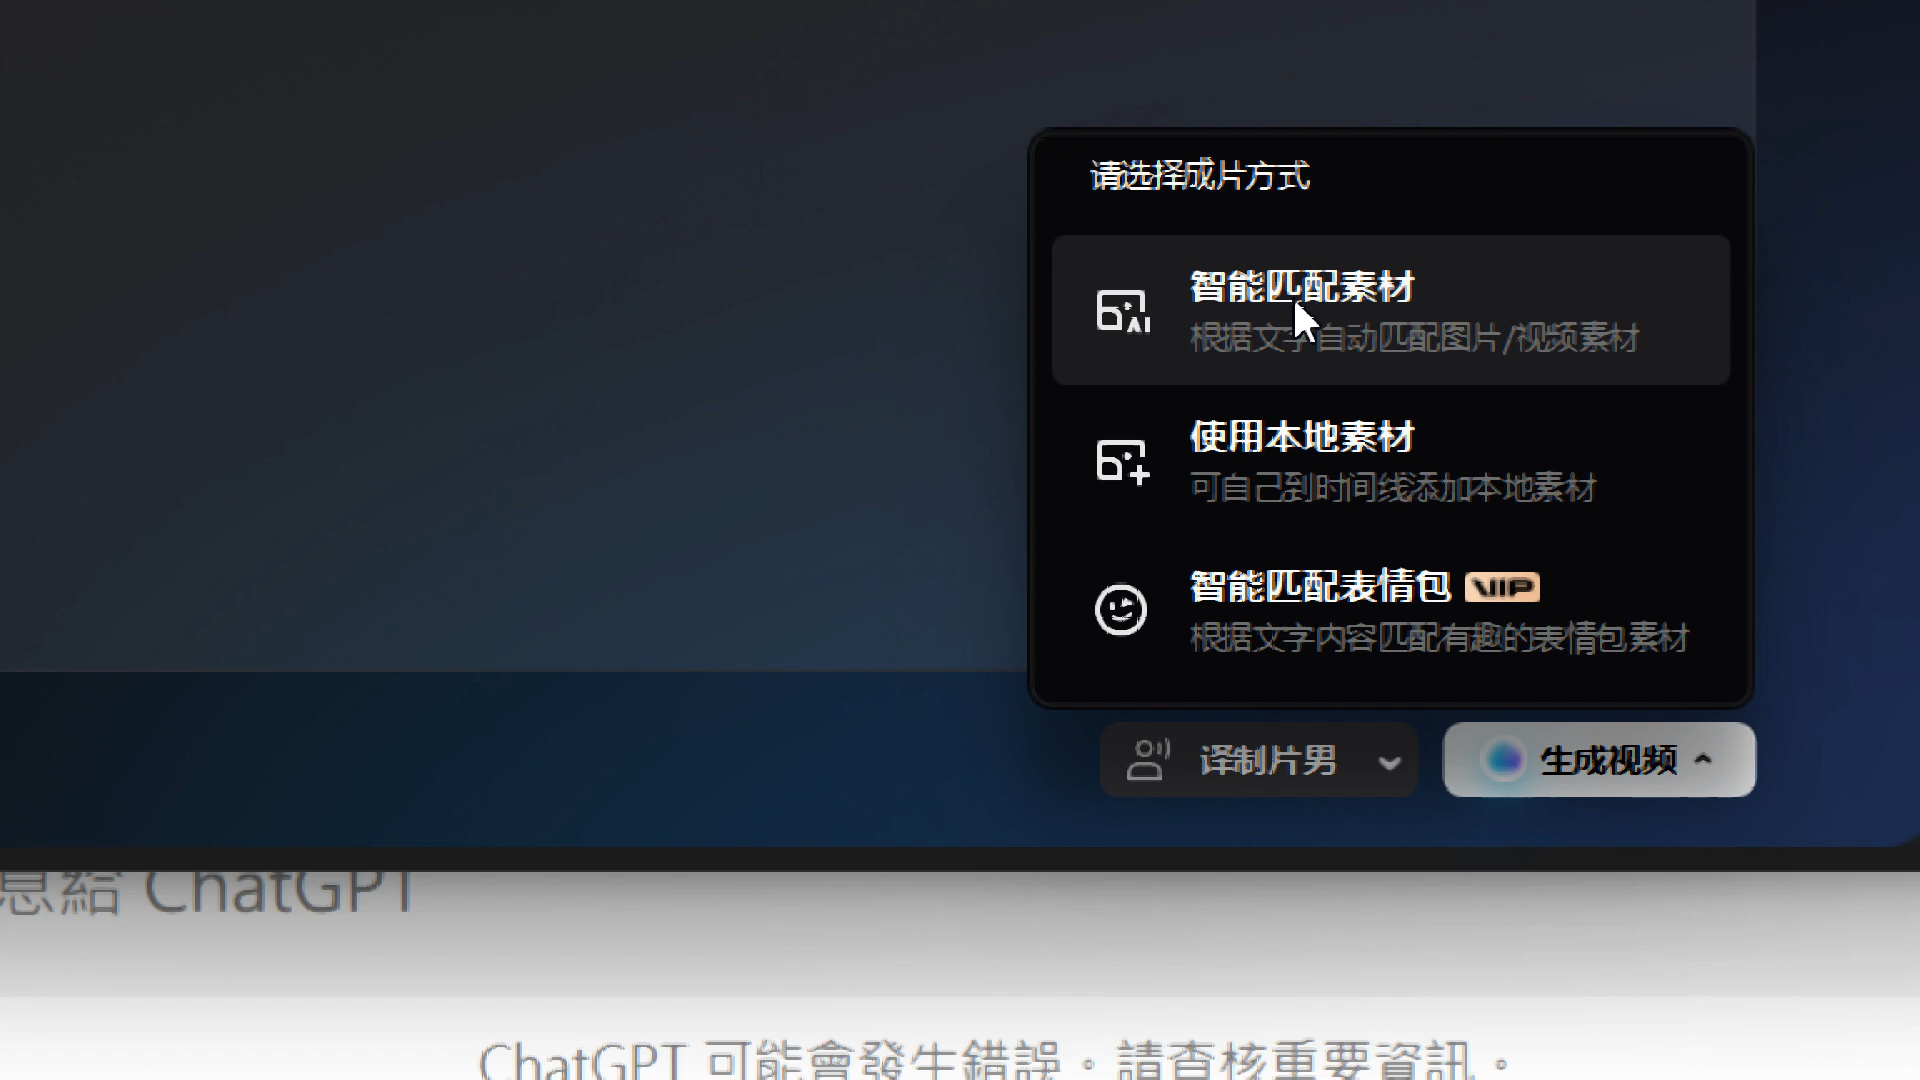 请选择成片方式
智能匹配素材
根据文字自动匹配图片/视频素材
使用本地素材
可自己到时间线添加本地素材
智能匹配表情包 VIP
根据文字内容匹配有趣的表情包素材
译制片男
生成视频
息給 ChatGPT
ChatGPT 可能會發生錯誤。請查核重要資訊。